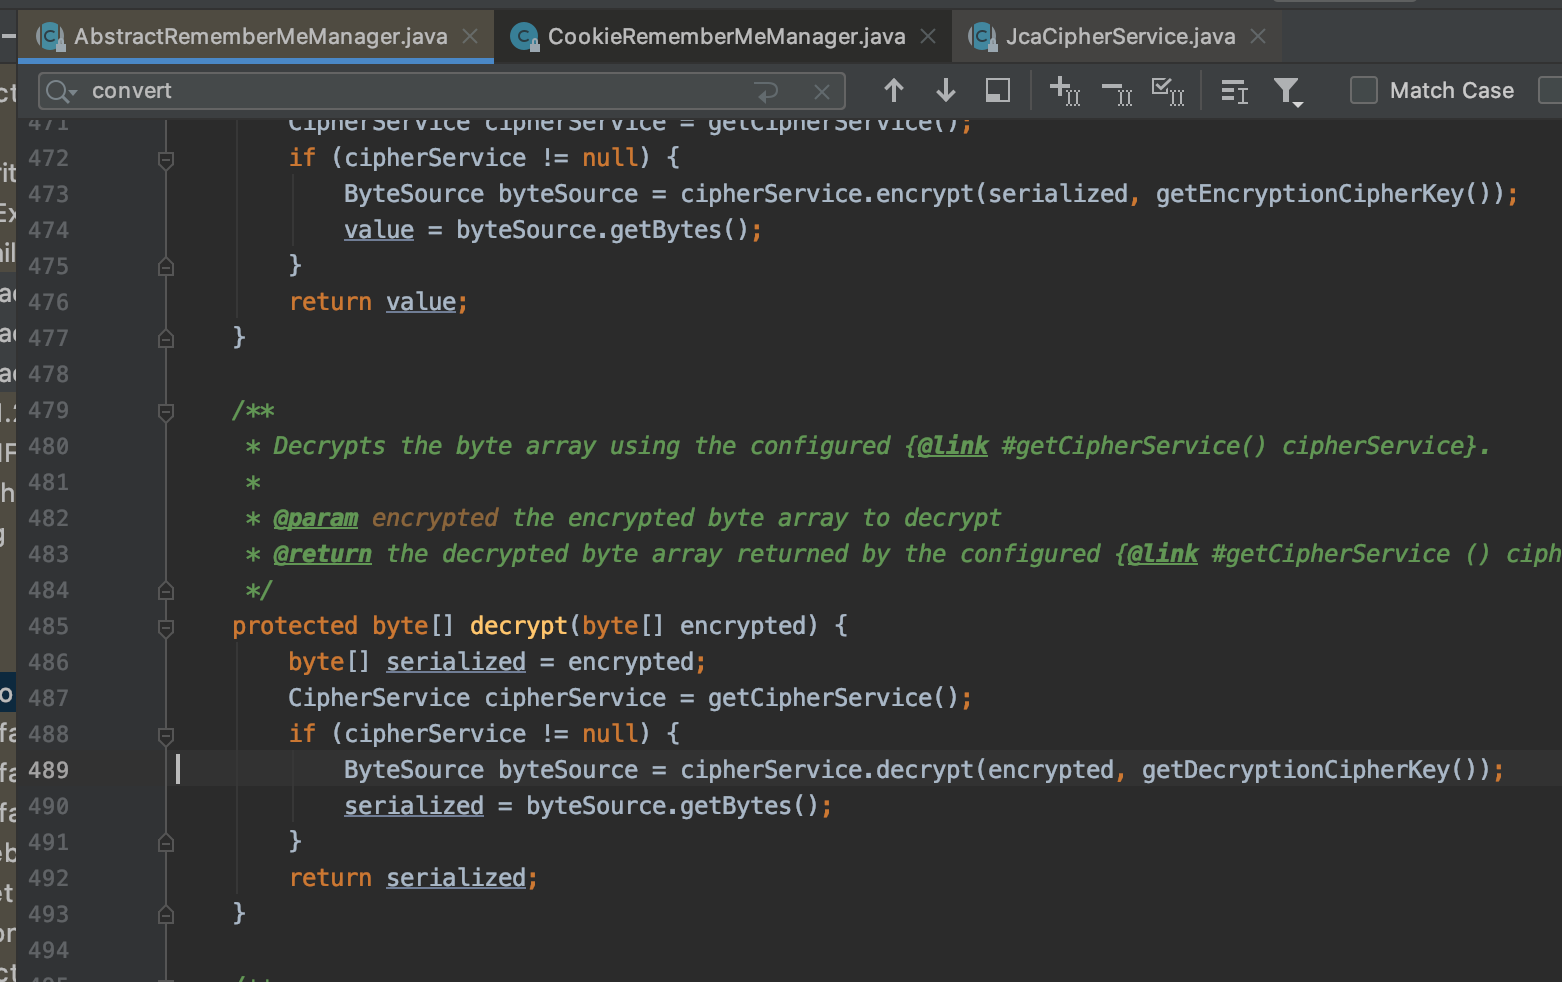 AbstractRememberMeManager.java CookieRememberMeManager.java JcaCipherService.java
convert Match Case
471 CipherService cipherService = getCipherService();
472 if (cipherService != null) {
473 ByteSource byteSource = cipherService.encrypt(serialized, getEncryptionCipherKey());
474 value = byteSource.getBytes();
475 }
476 return value;
477 }
478
479 /**
480 * Decrypts the byte array using the configured {@link #getCipherService() cipherService}.
481 *
482 * @param encrypted the encrypted byte array to decrypt
483 * @return the decrypted byte array returned by the configured {@link #getCipherService () ciph
484 */
485 protected byte[] decrypt(byte[] encrypted) {
486 byte[] serialized = encrypted;
487 CipherService cipherService = getCipherService();
488 if (cipherService != null) {
489 ByteSource byteSource = cipherService.decrypt(encrypted, getDecryptionCipherKey());
490 serialized = byteSource.getBytes();
491 }
492 return serialized;
493 }
494